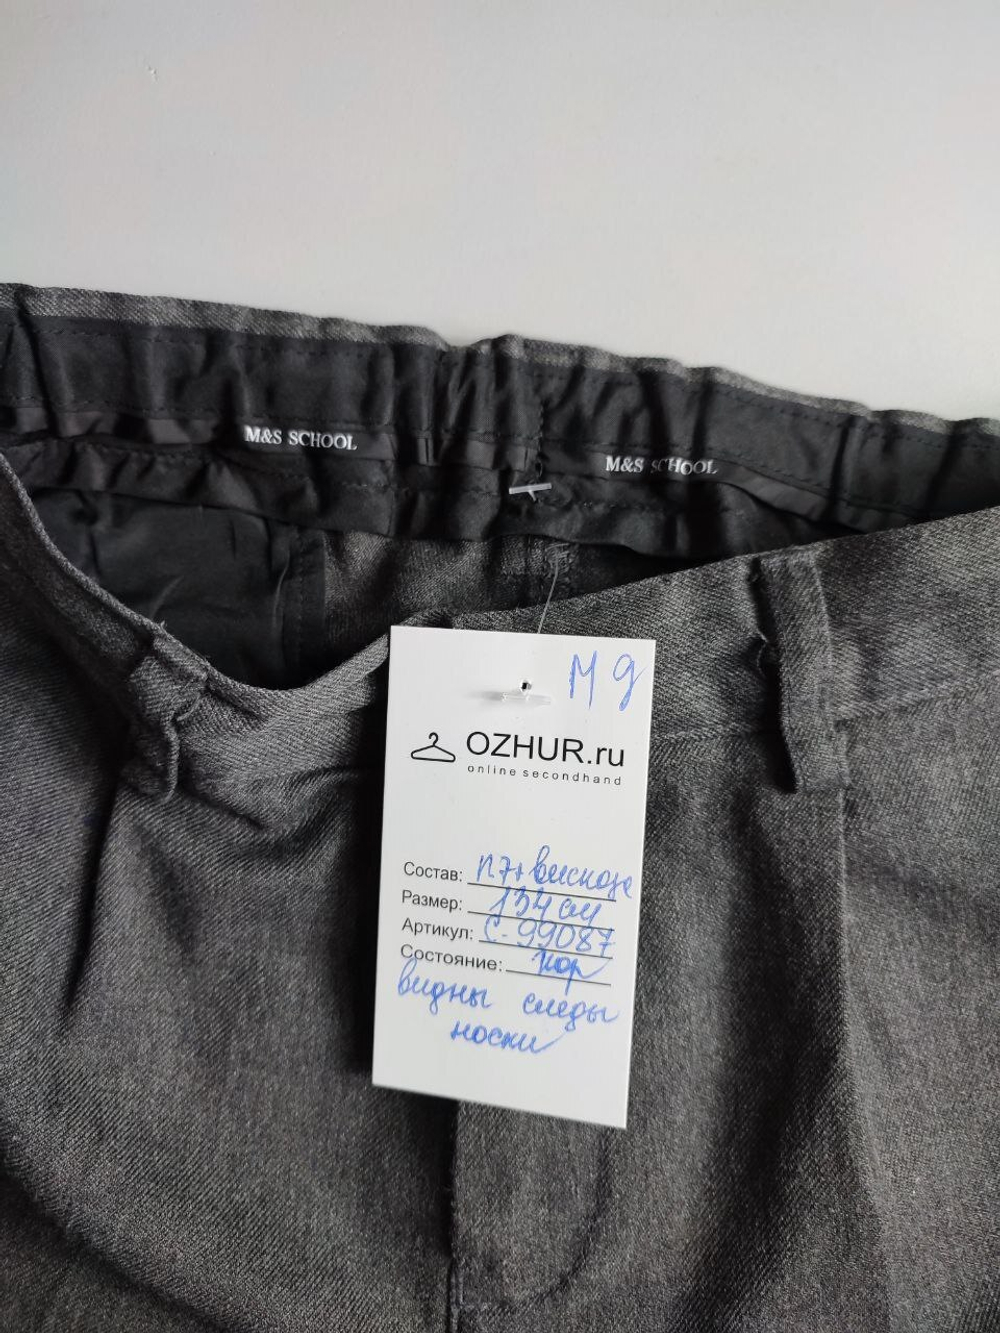 M&S SCHOOL
M&S SCHOOL
М 9
OZHUR.ru
online secondhand
Состав: пэ+вискоза
Размер: 134 см
Артикул: С-99087
Состояние: хор
видны следы
носки